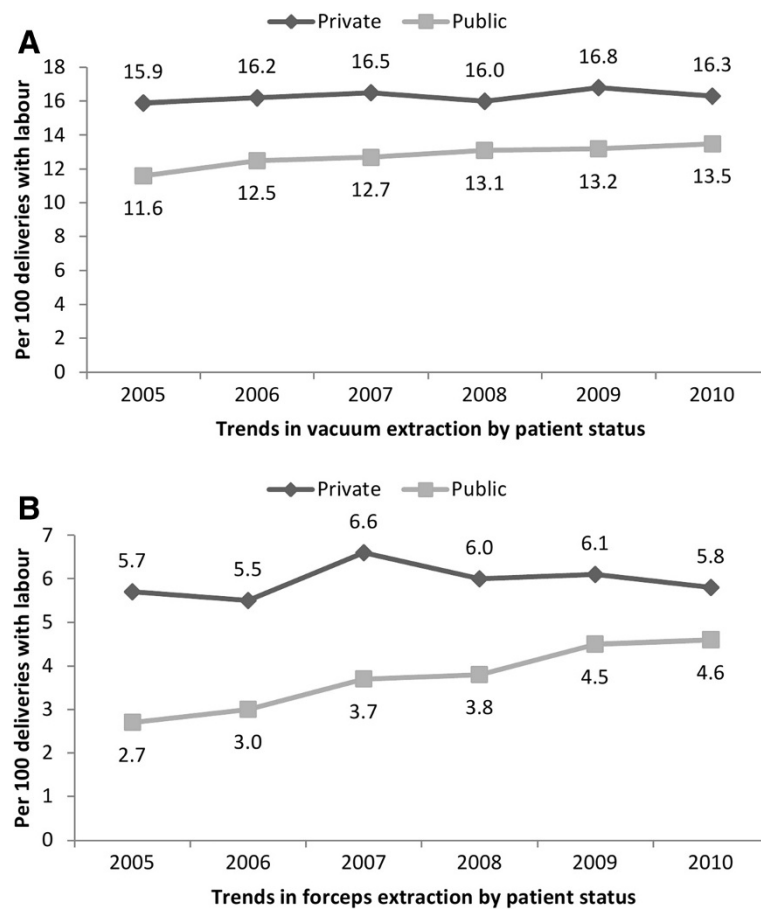 Private Public
A
18
16
14
12
10
8
6
4
2
0
15.9 16.2 16.5 16.0 16.8 16.3
11.6 12.5 12.7 13.1 13.2 13.5
Per 100 deliveries with labour
2005 2006 2007 2008 2009 2010
Trends in vacuum extraction by patient status
Private Public
B
7
6
5
4
3
2
1
0
5.7 5.5 6.6 6.0 6.1 5.8
2.7 3.0 3.7 3.8 4.5 4.6
Per 100 deliveries with labour
2005 2006 2007 2008 2009 2010
Trends in forceps extraction by patient status